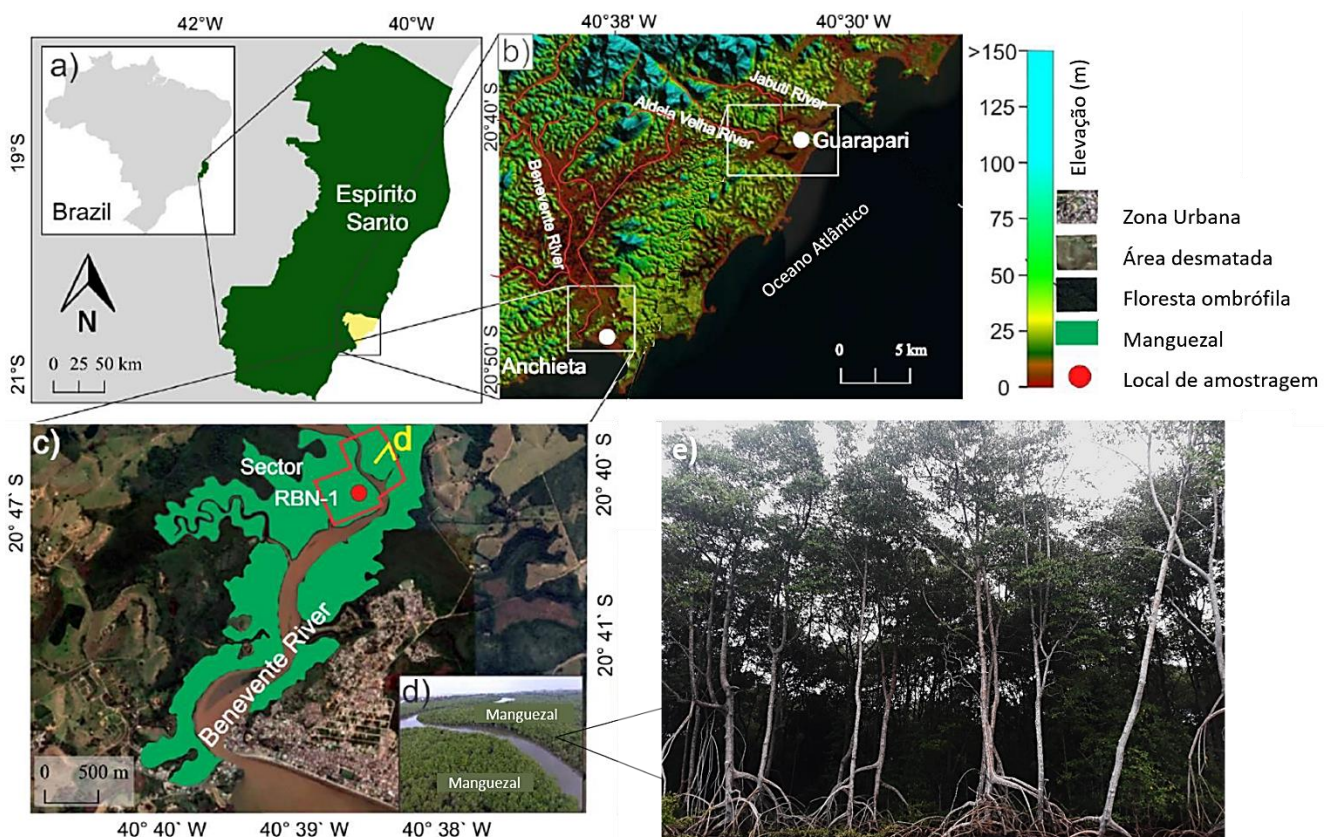 42°W
40°W
19°S
21°S
a)
Brazil
Espírito
Santo
N
0 25 50 km
40°38' W
40°30' W
20° 40' S
20° 50' S
b)
Jabuti River
Aldeia Velha River
Benevente River
Guarapari
Anchieta
Oceano Atlântico
0 5 km
>150
125
100
75
50
25
0
Elevação (m)
Zona Urbana
Área desmatada
Floresta ombrófila
Manguezal
Local de amostragem
c)
Sector
RBN-1
d
20° 47` S
20° 40` S
20° 41` S
Benevente River
0 500 m
40° 40` W
40° 39` W
40° 38` W
d)
Manguezal
Manguezal
e)